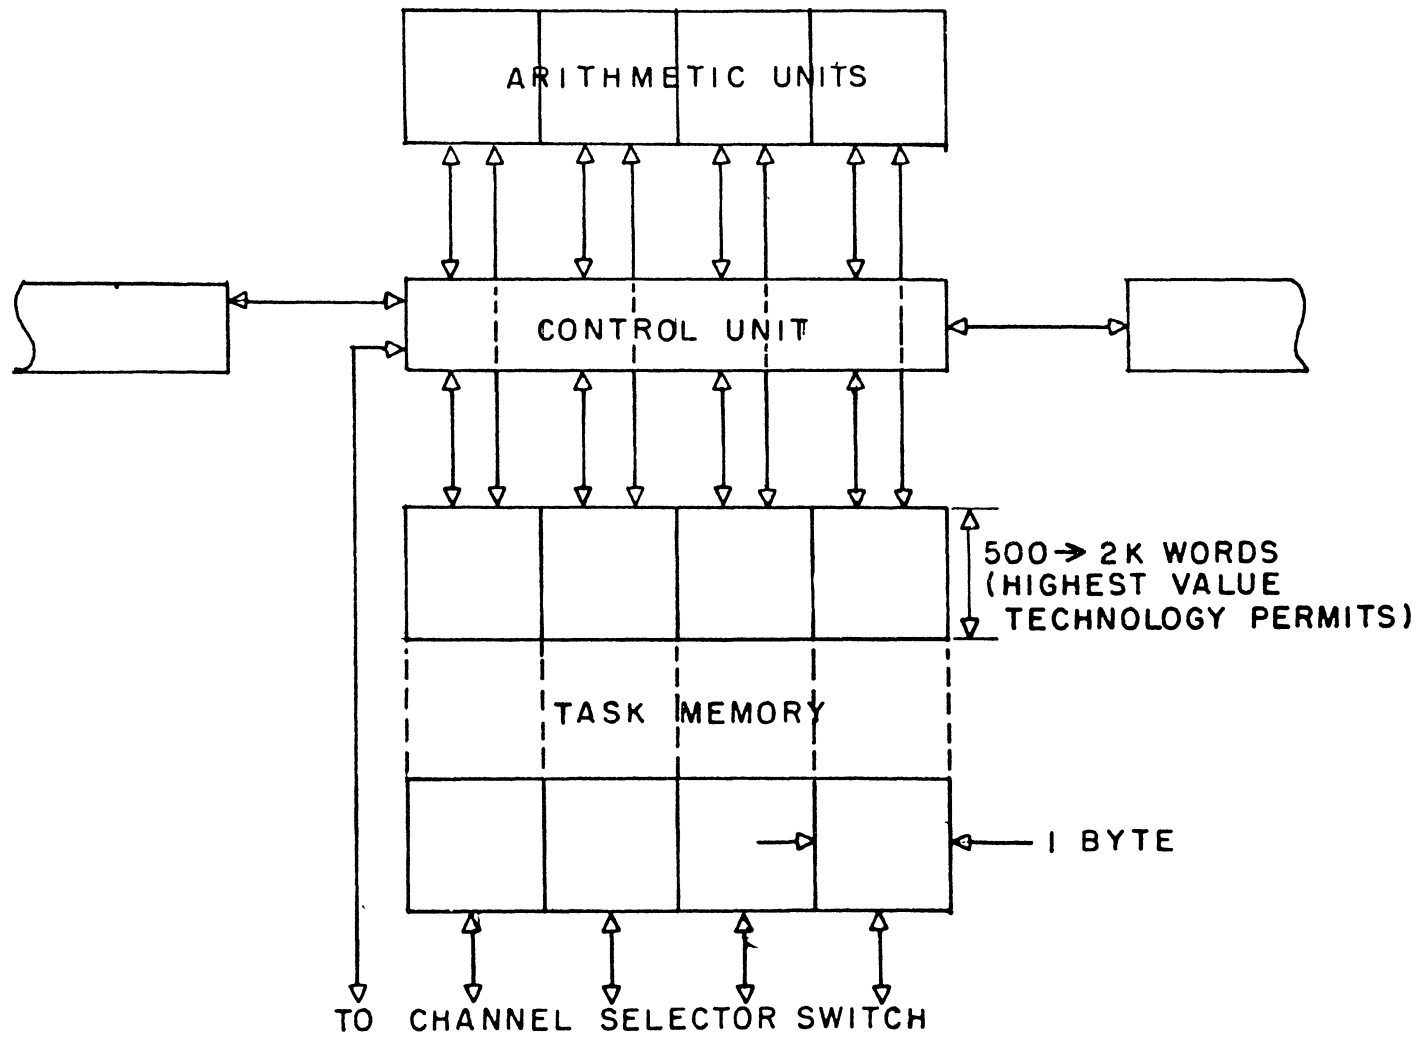 ARITHMETIC UNITS
CONTROL UNIT
500→2K WORDS
(HIGHEST VALUE
TECHNOLOGY PERMITS)
TASK MEMORY
1 BYTE
TO CHANNEL SELECTOR SWITCH